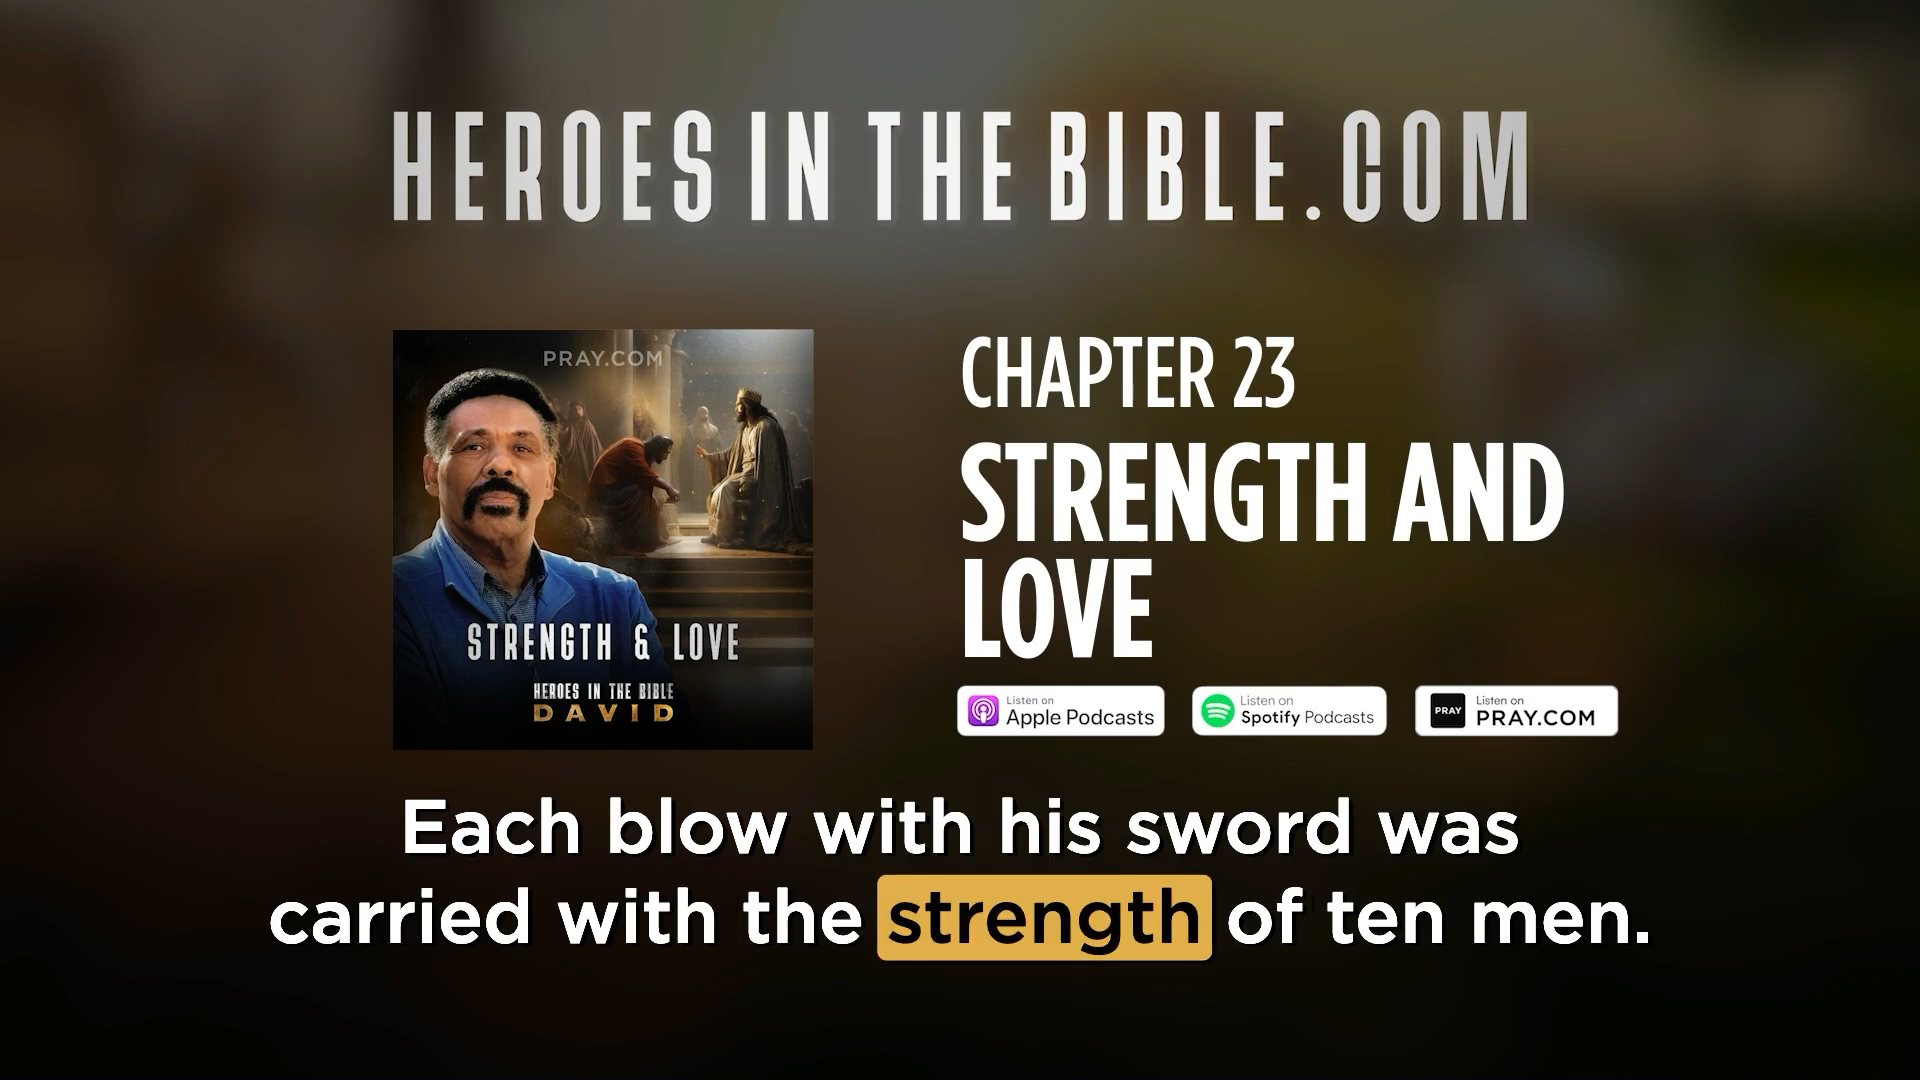 HEROES IN THE BIBLE.COM
PRAY.COM
STRENGTH & LOVE
HEROES IN THE BIBLE
DAVID
CHAPTER 23
STRENGTH AND
LOVE
Listen on
Apple Podcasts
Listen on
Spotify Podcasts
PRAY
Listen on
PRAY.COM
Each blow with his sword was
carried with the strength of ten men.